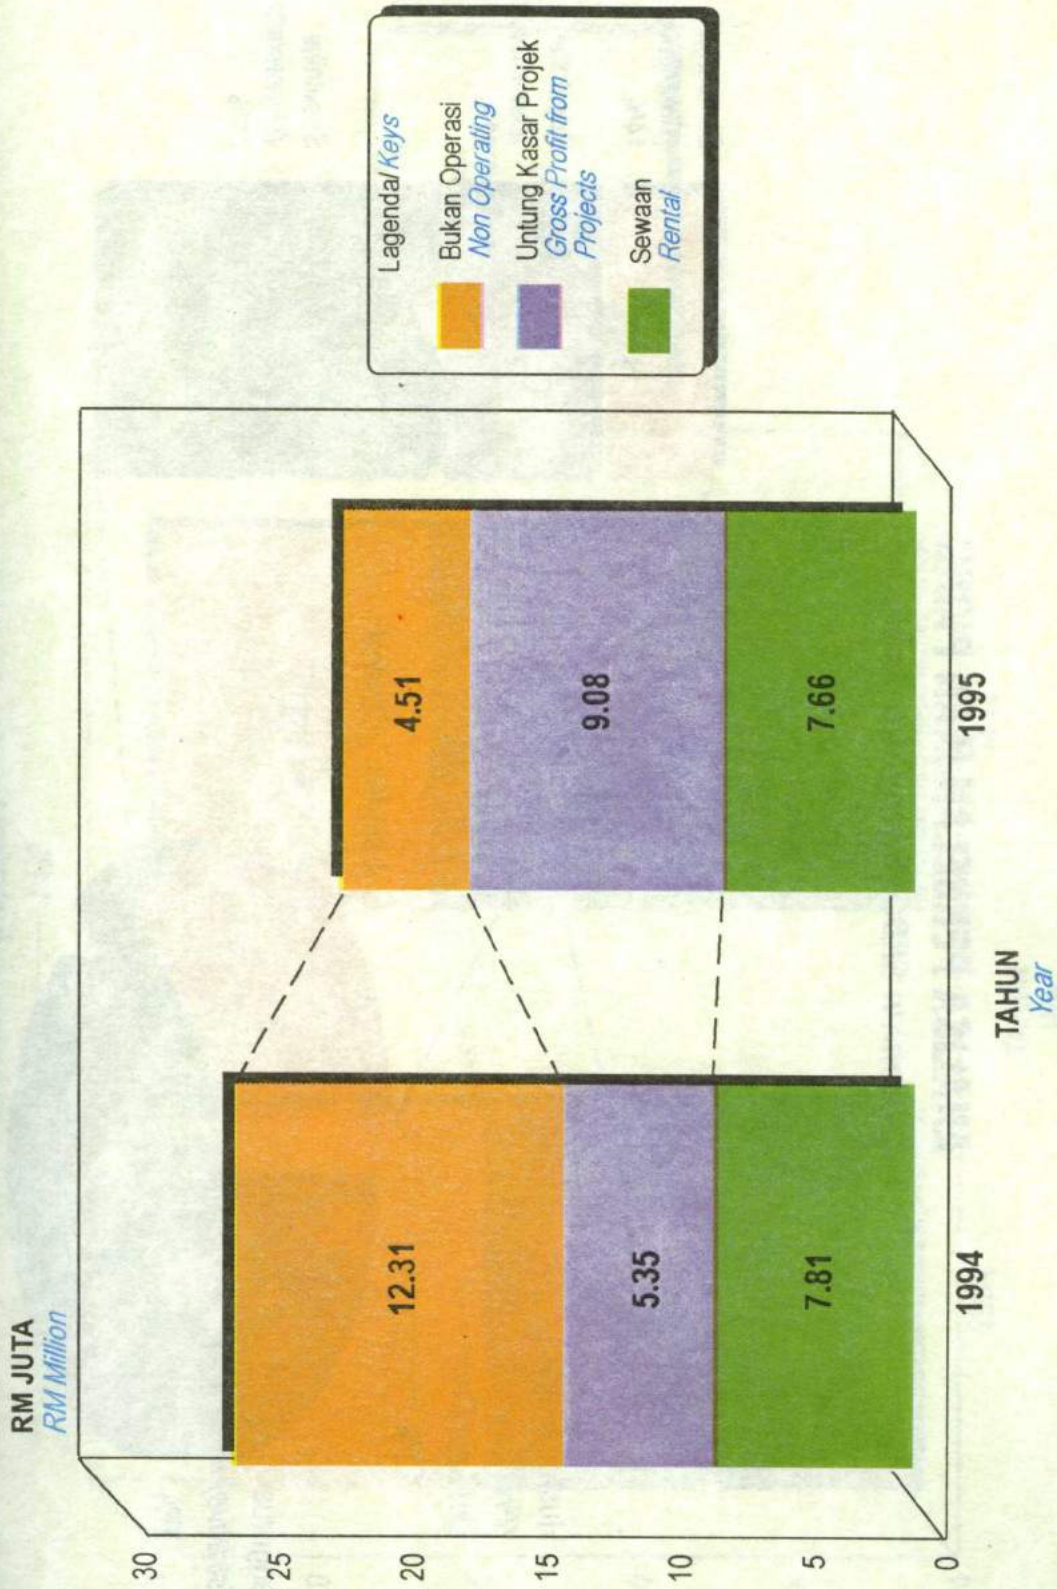 RM JUTA
RM Million
30
25
20
15
10
5
0
12.31
5.35
7.81
4.51
9.08
7.66
1994
1995
TAHUN
Year
Lagenda/ Keys
Bukan Operasi
Non Operating
Untung Kasar Projek
Gross Profit from
Projects
Sewaan
Rental